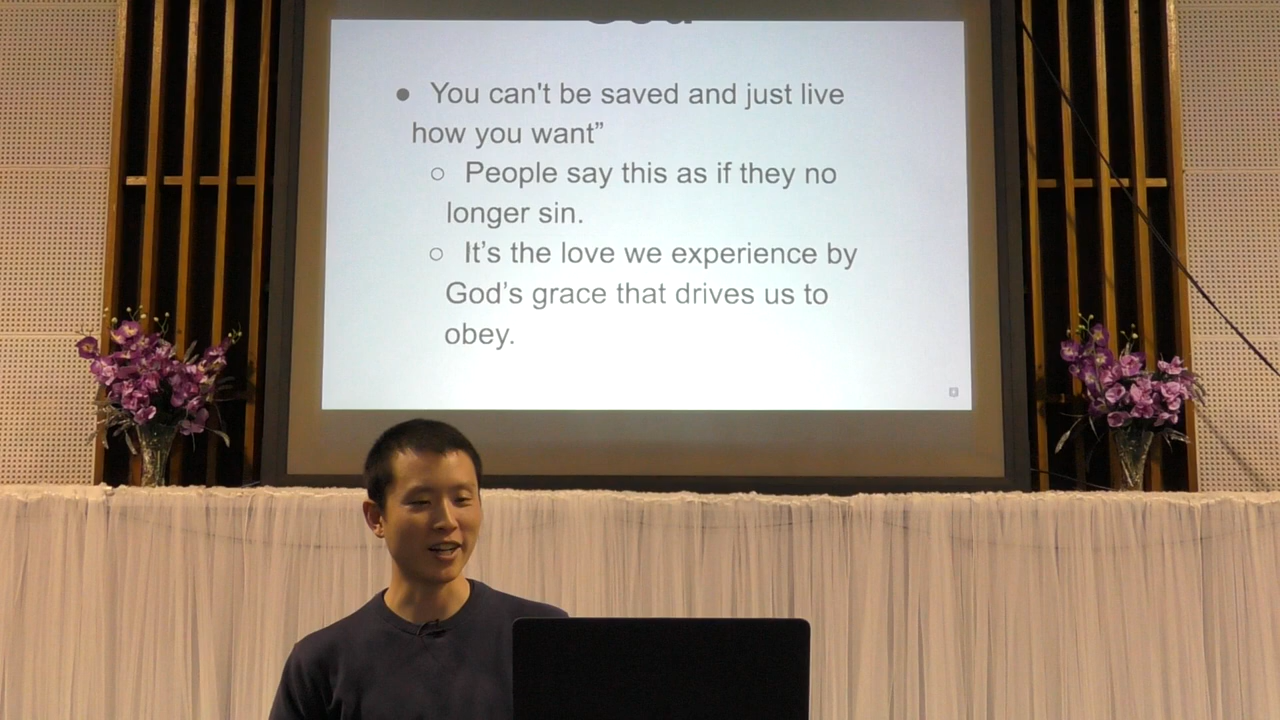 ● You can't be saved and just live
how you want”
○ People say this as if they no
longer sin.
○ It’s the love we experience by
God’s grace that drives us to
obey.